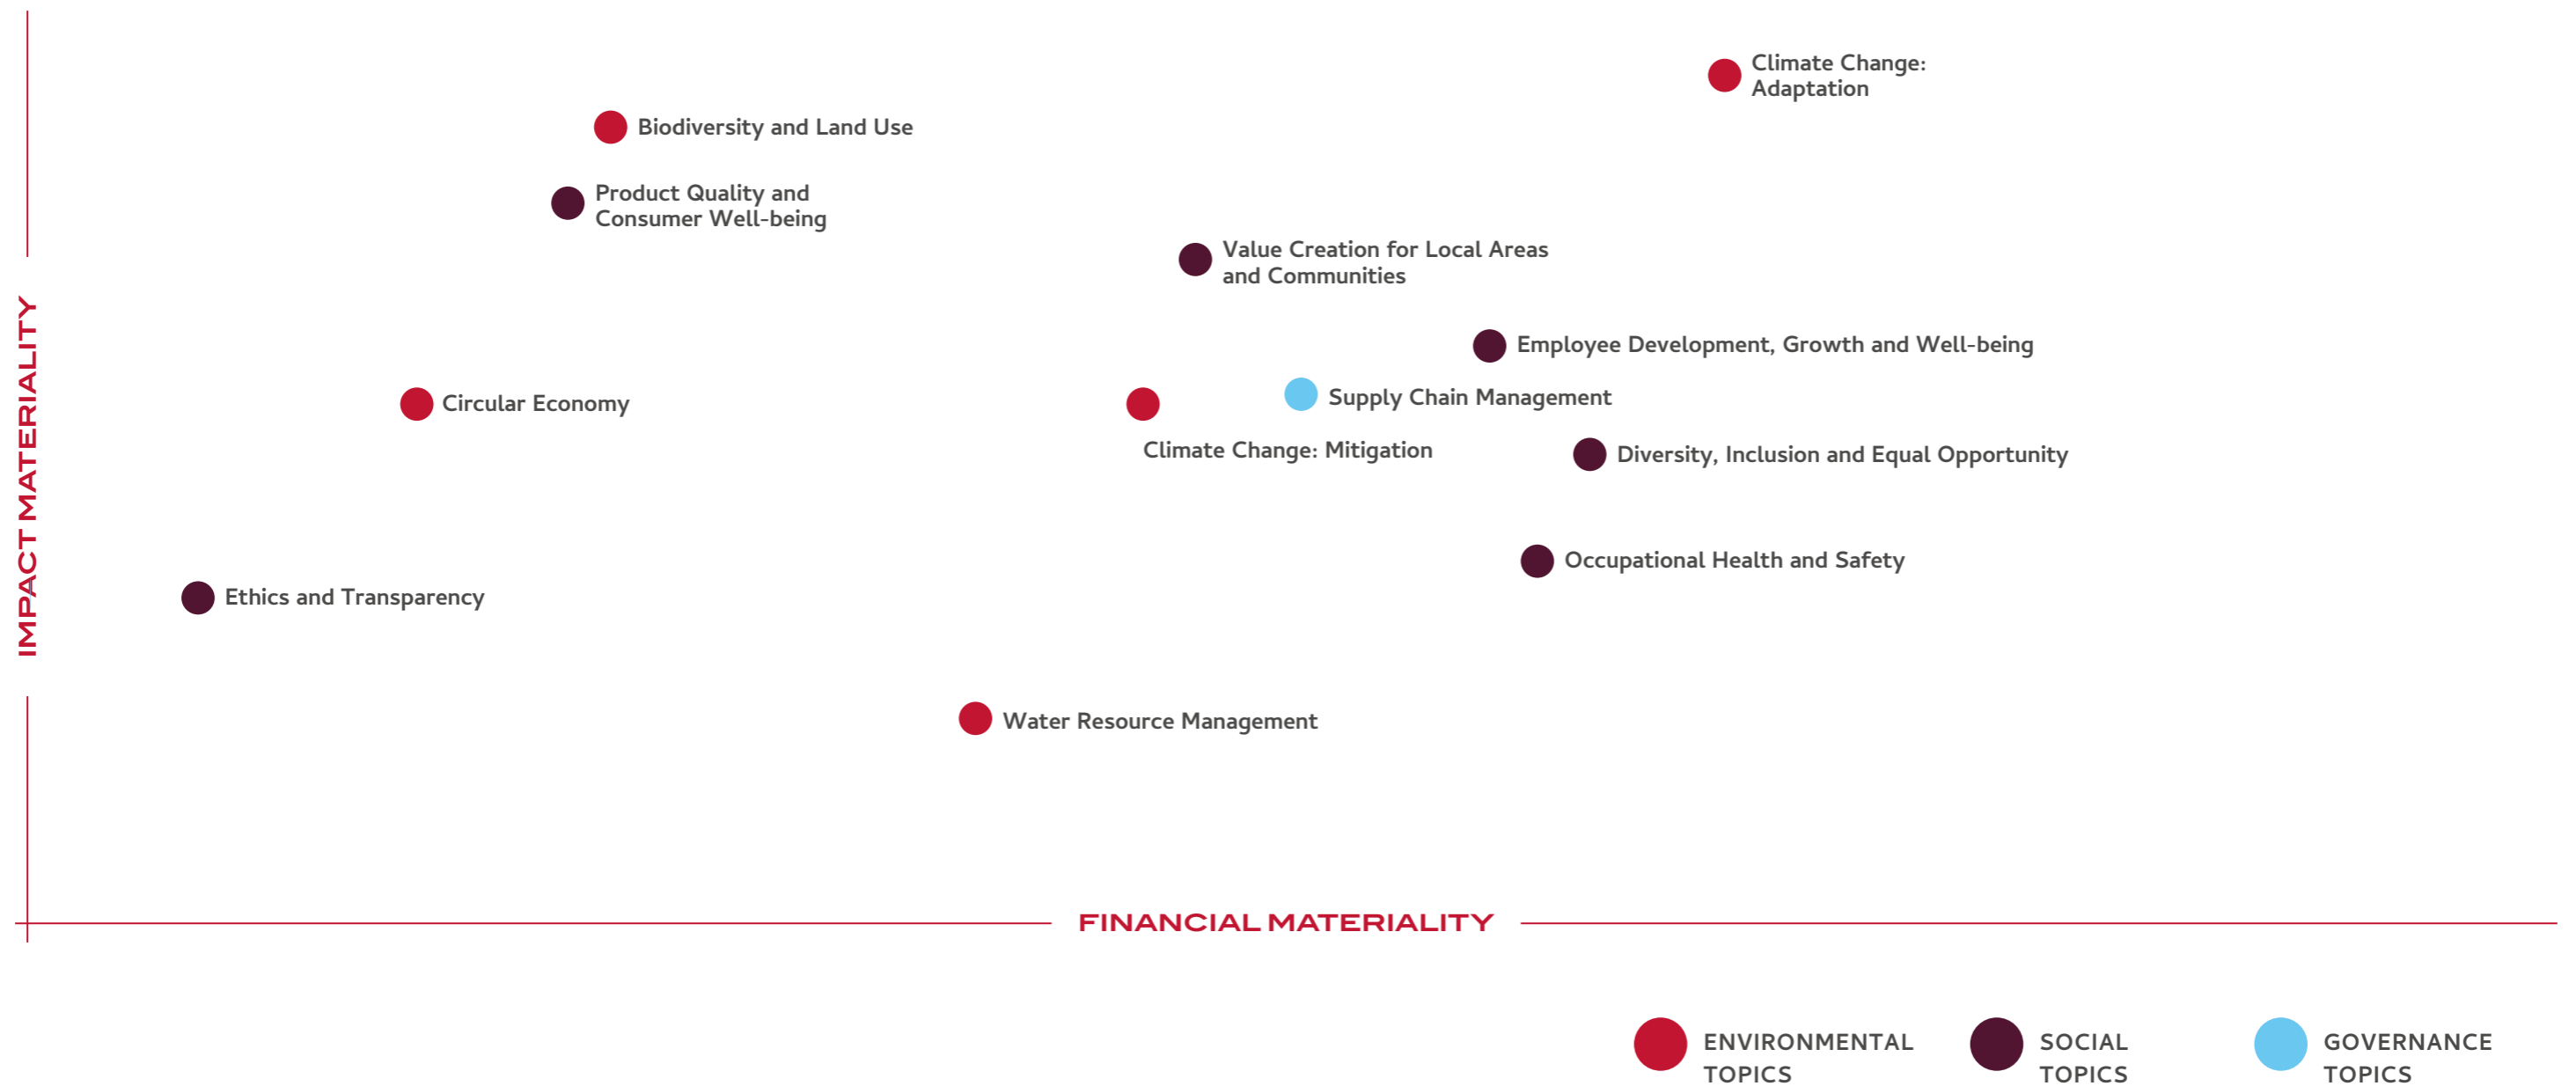 Climate Change:
Adaptation
Biodiversity and Land Use
Product Quality and
Consumer Well-being
Value Creation for Local Areas
and Communities
Employee Development, Growth and Well-being
Supply Chain Management
Circular Economy
Climate Change: Mitigation
Diversity, Inclusion and Equal Opportunity
Occupational Health and Safety
Ethics and Transparency
Water Resource Management
IMPACT MATERIALITY
FINANCIAL MATERIALITY
ENVIRONMENTAL
TOPICS
SOCIAL
TOPICS
GOVERNANCE
TOPICS